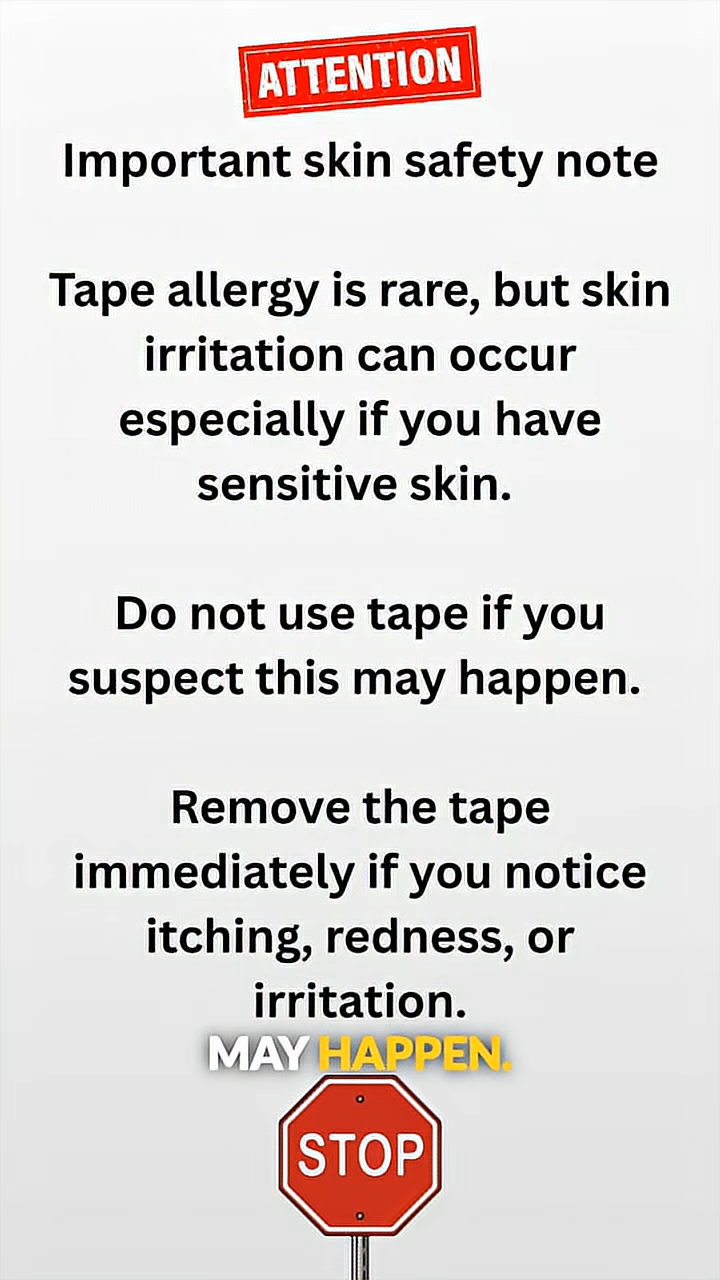 ATTENTION
Important skin safety note
Tape allergy is rare, but skin
irritation can occur
especially if you have
sensitive skin.
Do not use tape if you
suspect this may happen.
Remove the tape
immediately if you notice
itching, redness, or
irritation.
MAY HAPPEN.
STOP